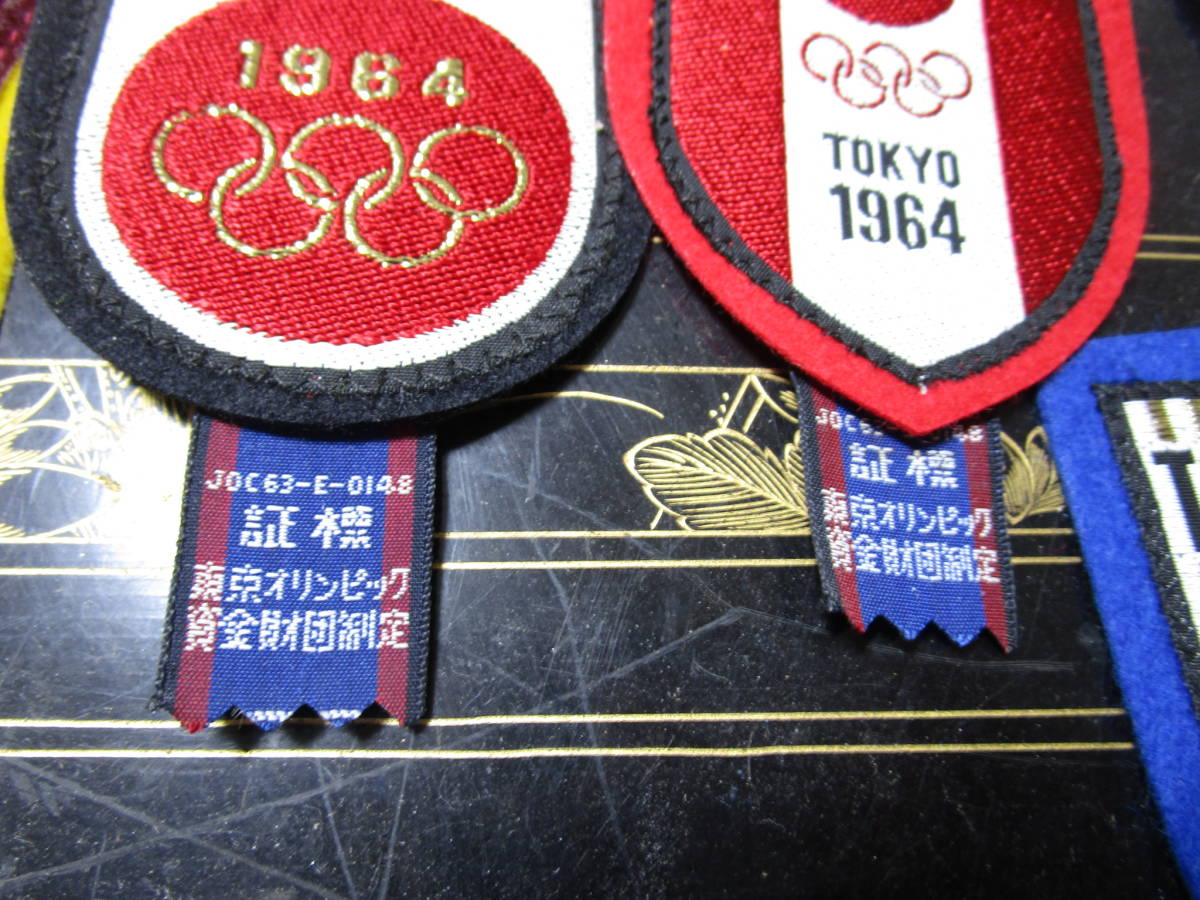 1964
TOKYO
1964
JOC63-E-0148
証標
東京オリンピック
資金財団制定
証標
東京オリンピック
資金財団制定